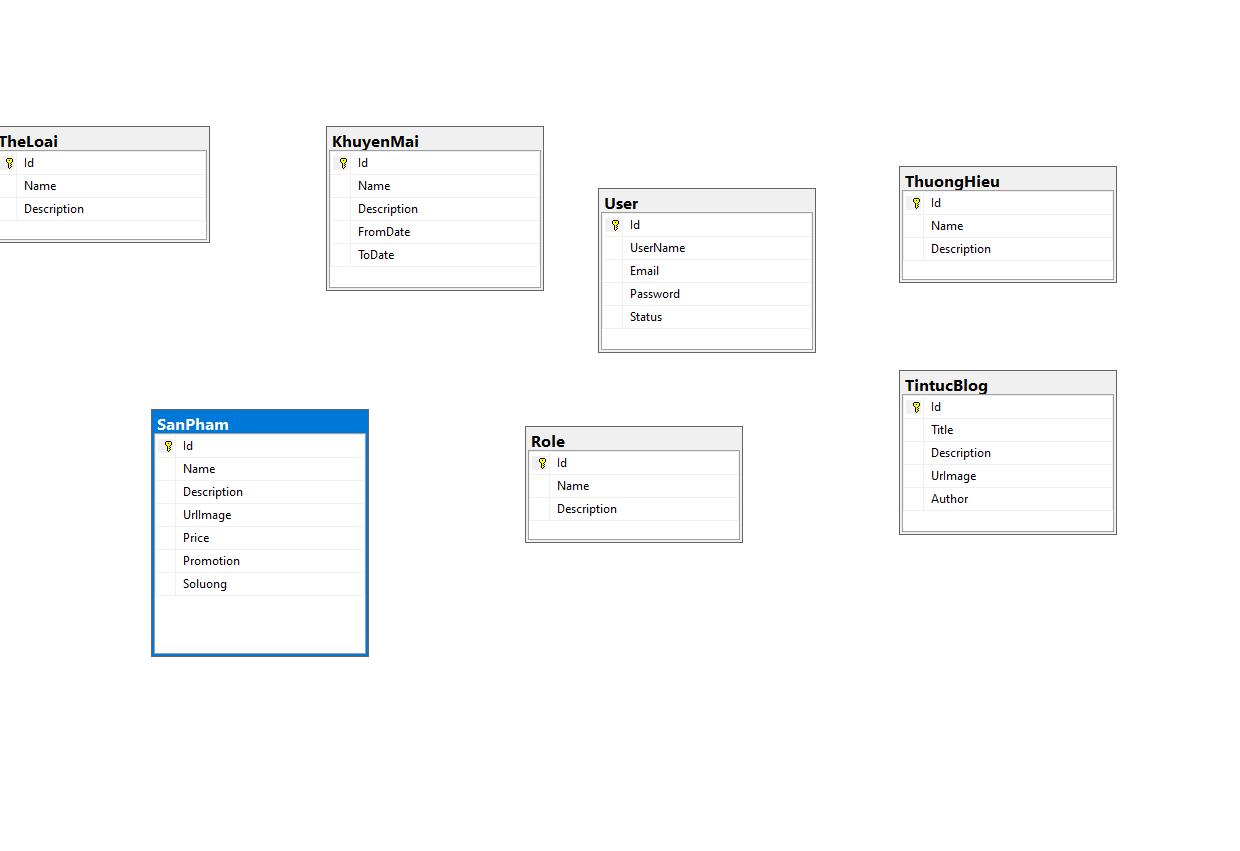 TheLoai
Id
Name
Description
KhuyenMai
Id
Name
Description
FromDate
ToDate
User
Id
UserName
Email
Password
Status
ThuongHieu
Id
Name
Description
SanPham
Id
Name
Description
UrlImage
Price
Promotion
Soluong
Role
Id
Name
Description
TintucBlog
Id
Title
Description
UrImage
Author